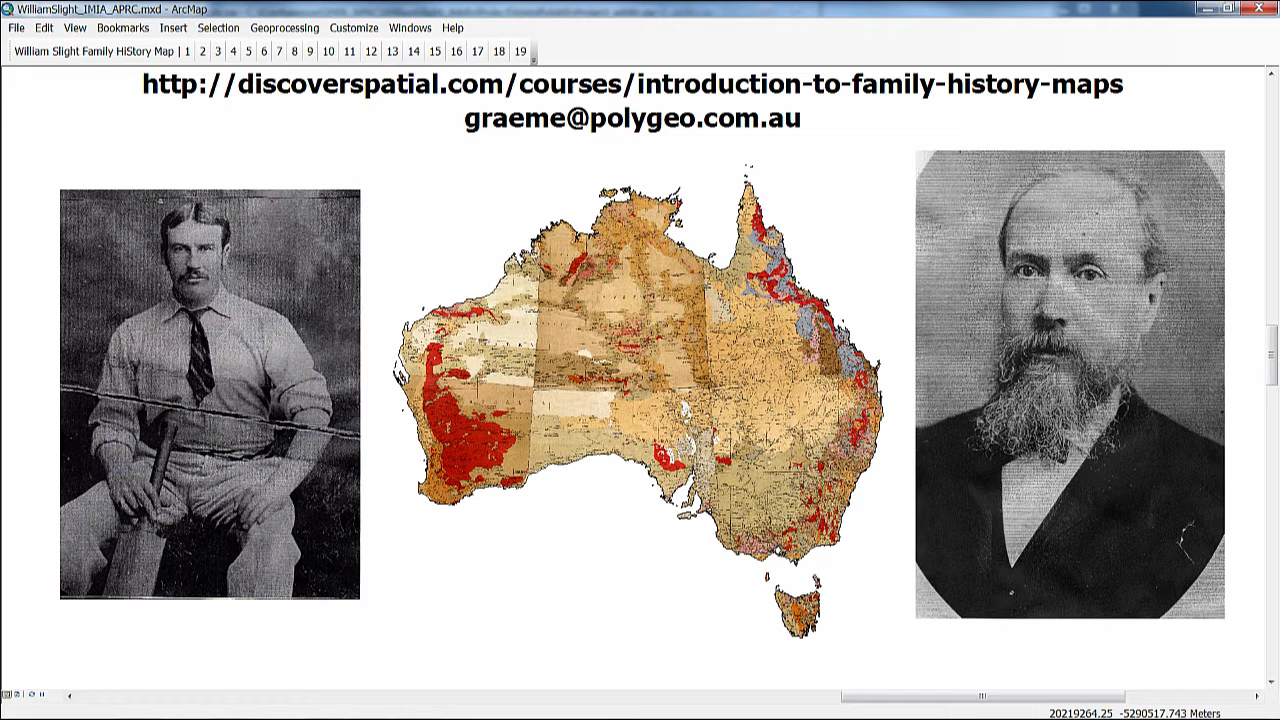 WilliamSlight_IMIA_APRC.mxd - ArcMap
File Edit View Bookmarks Insert Selection Geoprocessing Customize Windows Help
William Slight Family HiStory Map | 1 2 3 4 5 6 7 8 9 10 11 12 13 14 15 16 17 18 19
http://discoverspatial.com/courses/introduction-to-family-history-maps
graeme@polygeo.com.au
20219264.25 -5290517.743 Meters